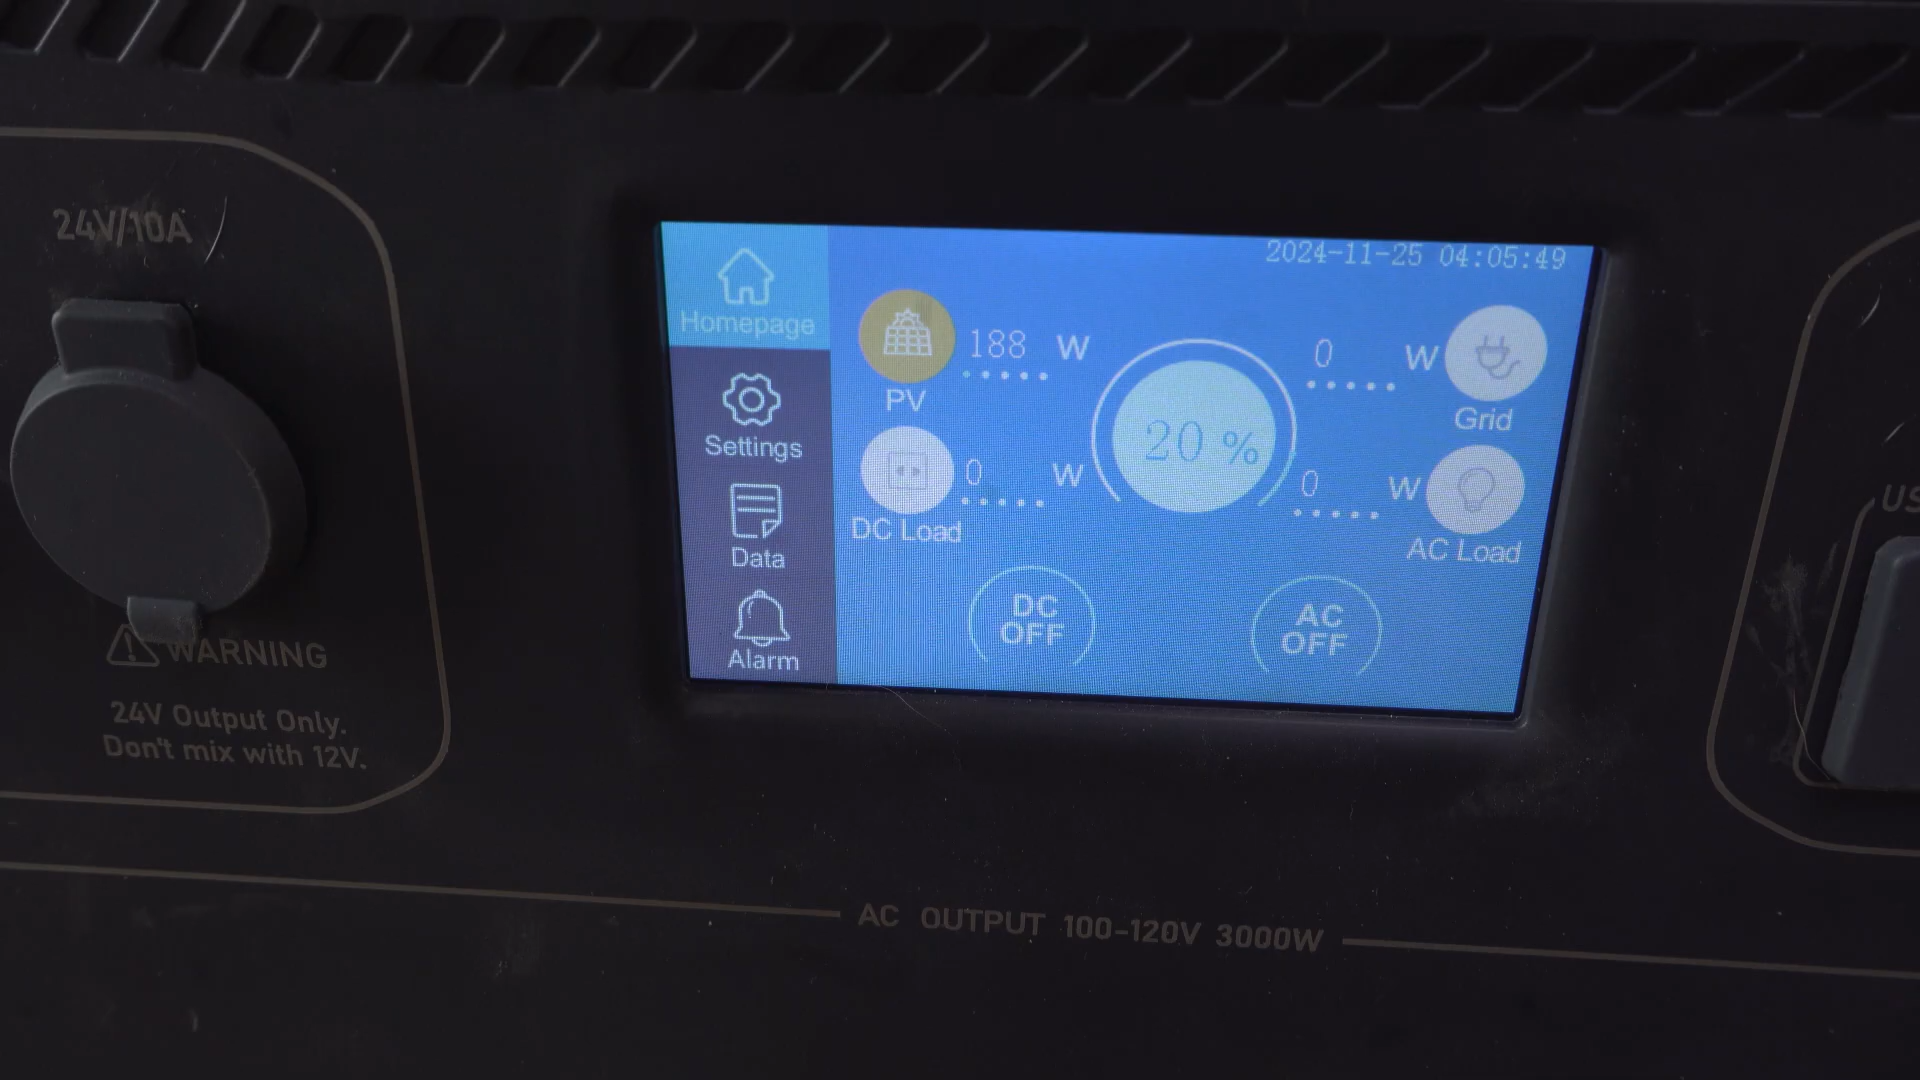 24V/10A
WARNING
24V Output Only.
Don't mix with 12V.
Homepage
Settings
Data
Alarm
2024-11-25 04:05:49
188 W
PV
0 W
DC Load
20 %
0 W
Grid
0 W
AC Load
DC
OFF
AC
OFF
AC OUTPUT 100-120V 3000W